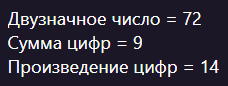 Двузначное число = 72
Сумма цифр = 9
Произведение цифр = 14